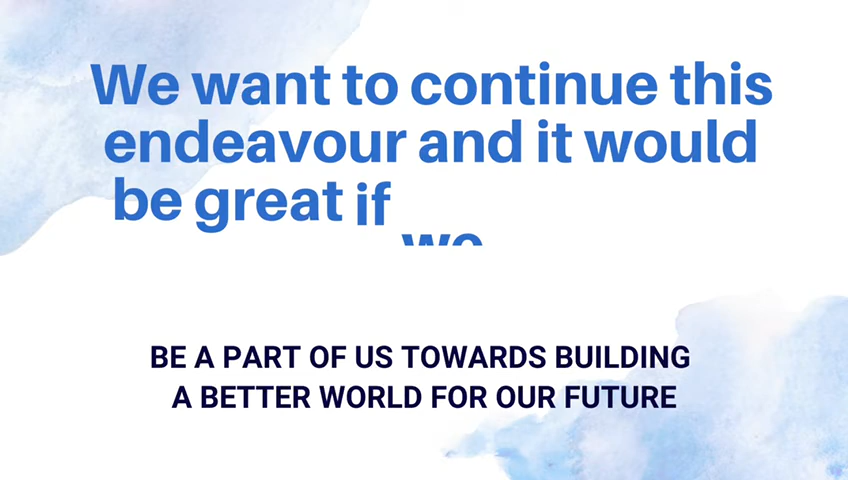 We want to continue this
endeavour and it would
be great if we
BE A PART OF US TOWARDS BUILDING
A BETTER WORLD FOR OUR FUTURE